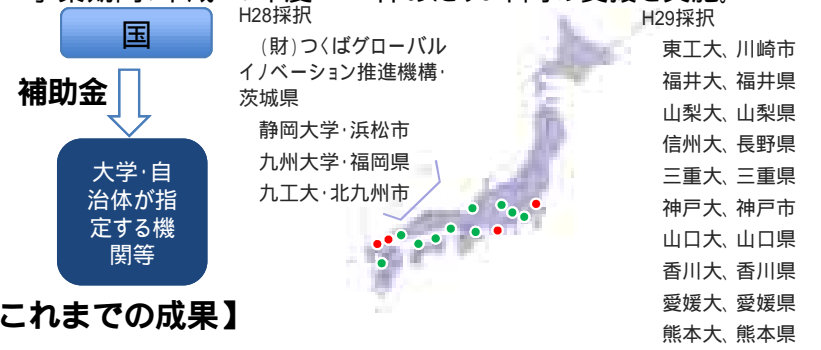 国
補助金
大学・自
治体が指
定する機
関等
H28採択
(財)つくばグローバル
イノベーション推進機構・
茨城県
静岡大学・浜松市
九州大学・福岡県
九工大・北九州市
H29採択
東工大、川崎市
福井大、福井県
山梨大、山梨県
信州大、長野県
三重大、三重県
神戸大、神戸市
山口大、山口県
香川大、香川県
愛媛大、愛媛県
熊本大、熊本県
これまでの成果】